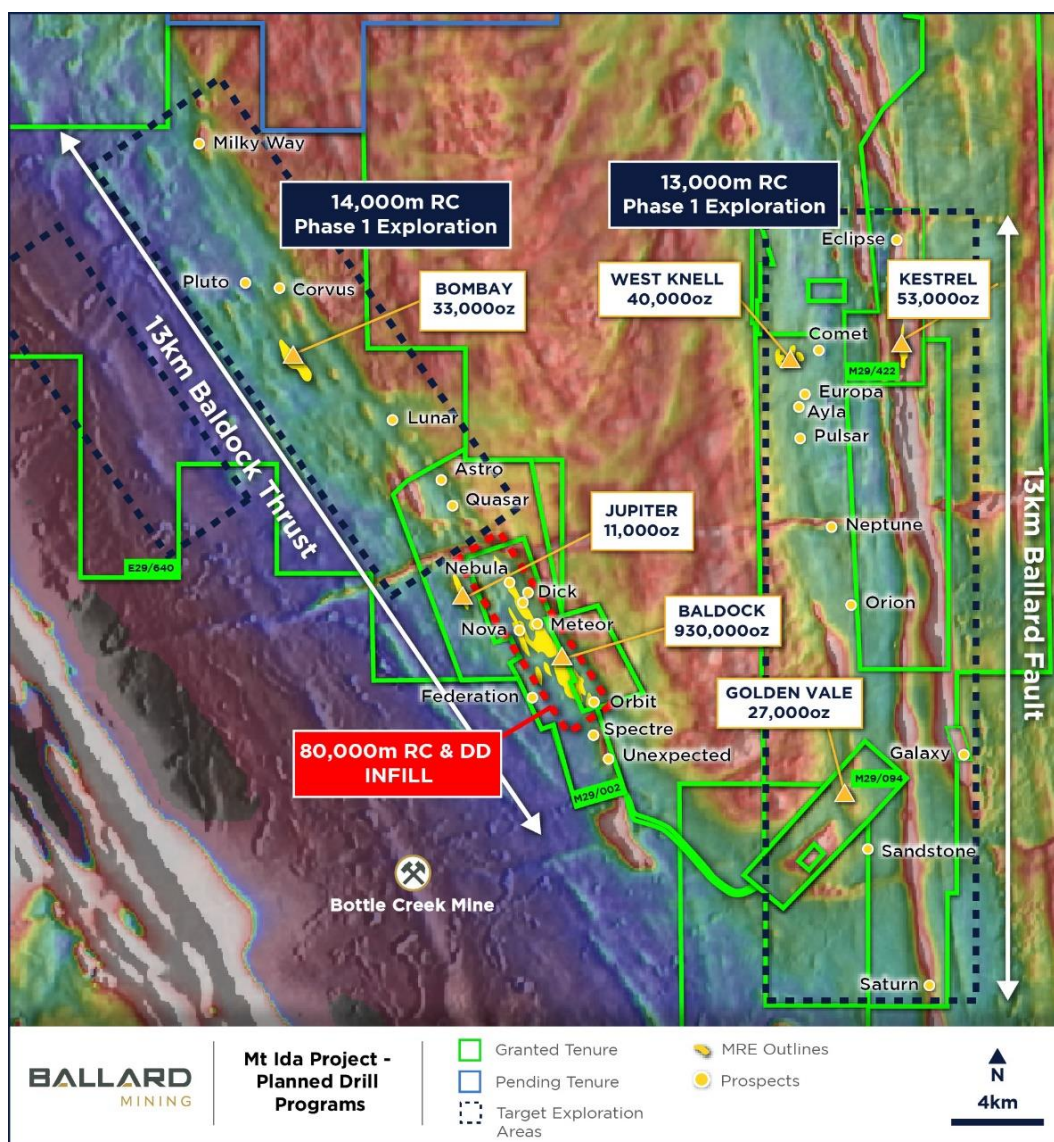 Milky Way
14,000m RC
Phase 1 Exploration
13,000m RC
Phase 1 Exploration
Eclipse
Pluto
Corvus
BOMBAY
33,000oz
WEST KNELL
40,000oz
KESTREL
53,000oz
Comet
M29/422
Europa
Ayla
Pulsar
Lunar
13km Baldock Thrust
Astro
Quasar
JUPITER
11,000oz
Neptune
13km Ballard Fault
E29/640
Nebula
Dick
Nova
Meteor
Orion
BALDOCK
930,000oz
Federation
Orbit
GOLDEN VALE
27,000oz
80,000m RC & DD
INFILL
Spectre
Unexpected
Galaxy
M29/002
M29/094
Sandstone
Bottle Creek Mine
Saturn
BALLARD
MINING
Mt Ida Project -
Planned Drill
Programs
Granted Tenure
Pending Tenure
Target Exploration
Areas
MRE Outlines
Prospects
N
4km